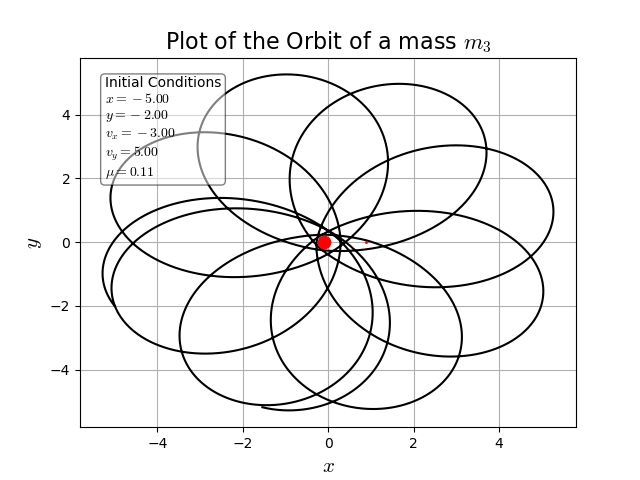 Plot of the Orbit of a mass m₃
Initial Conditions
x = −5.00
y = −2.00
vₓ = −3.00
v_y = 5.00
μ = 0.11
4
2
0
−2
−4
y
−4 −2 0 2 4
x